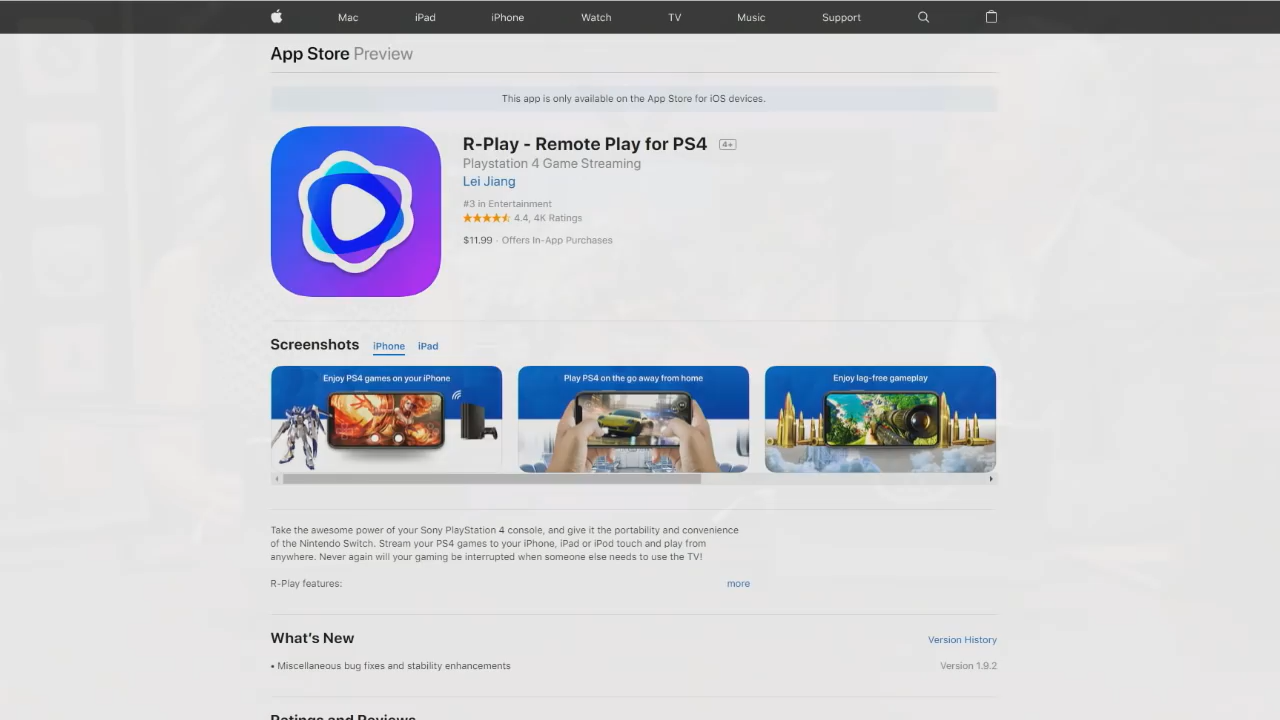 Mac iPad iPhone Watch TV Music Support
App Store Preview
This app is only available on the App Store for iOS devices.
R-Play - Remote Play for PS4 4+
Playstation 4 Game Streaming
Lei Jiang
#3 in Entertainment
4.4, 4K Ratings
$11.99 · Offers In-App Purchases
Screenshots iPhone iPad
Enjoy PS4 games on your iPhone
Play PS4 on the go away from home
Enjoy lag-free gameplay
Take the awesome power of your Sony PlayStation 4 console, and give it the portability and convenience
of the Nintendo Switch. Stream your PS4 games to your iPhone, iPad or iPod touch and play from
anywhere. Never again will your gaming be interrupted when someone else needs to use the TV!
R-Play features:
more
What's New
Version History
• Miscellaneous bug fixes and stability enhancements
Version 1.9.2
Ratings and Reviews